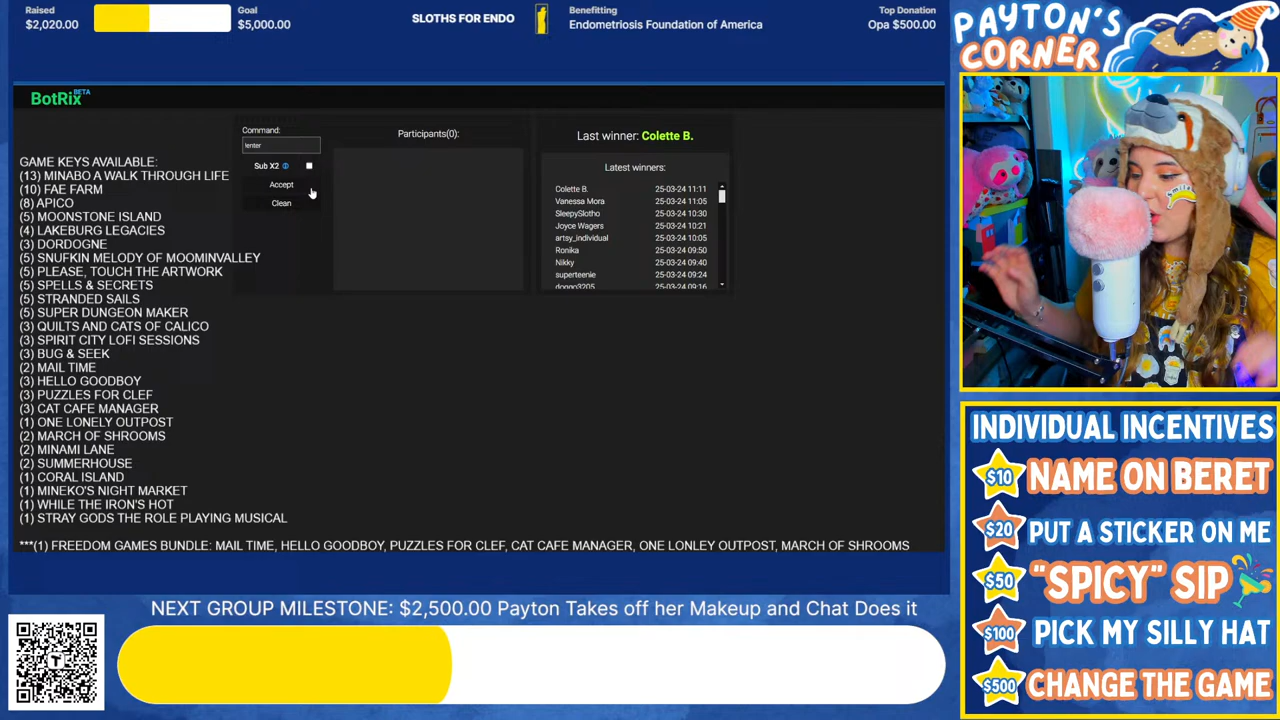 Raised
$2,020.00
Goal
$5,000.00
SLOTHS FOR ENDO
Benefitting
Endometriosis Foundation of America
Top Donation
Opa $500.00
PAYTON'S
CORNER
BotRix BETA
GAME KEYS AVAILABLE:
(13) MINABO A WALK THROUGH LIFE
(10) FAE FARM
(8) APICO
(5) MOONSTONE ISLAND
(4) LAKEBURG LEGACIES
(3) DORDOGNE
(5) SNUFKIN MELODY OF MOOMINVALLEY
(5) PLEASE, TOUCH THE ARTWORK
(5) SPELLS & SECRETS
(5) STRANDED SAILS
(5) SUPER DUNGEON MAKER
(3) QUILTS AND CATS OF CALICO
(3) SPIRIT CITY LOFI SESSIONS
(3) BUG & SEEK
(2) MAIL TIME
(3) HELLO GOODBOY
(3) PUZZLES FOR CLEF
(3) CAT CAFE MANAGER
(1) ONE LONELY OUTPOST
(2) MARCH OF SHROOMS
(2) MINAMI LANE
(2) SUMMERHOUSE
(1) CORAL ISLAND
(1) MINEKO'S NIGHT MARKET
(1) WHILE THE IRON'S HOT
(1) STRAY GODS THE ROLE PLAYING MUSICAL
***(1) FREEDOM GAMES BUNDLE: MAIL TIME, HELLO GOODBOY, PUZZLES FOR CLEF, CAT CAFE MANAGER, ONE LONLEY OUTPOST, MARCH OF SHROOMS
Command:
!enter
Sub X2
Accept
Clean
Participants(0):
Last winner: Colette B.
Latest winners:
Colette B. 25-03-24 11:11
Vanessa Mora 25-03-24 11:05
SleepySlotho 25-03-24 10:30
Joyce Wagers 25-03-24 10:21
artsy_individual 25-03-24 10:05
Ronika 25-03-24 09:50
Nikky 25-03-24 09:40
superteenie 25-03-24 09:24
doggo3205 25-03-24 09:16
Smile
INDIVIDUAL INCENTIVES
$10 NAME ON BERET
$20 PUT A STICKER ON ME
$50 "SPICY" SIP
$100 PICK MY SILLY HAT
$500 CHANGE THE GAME
NEXT GROUP MILESTONE: $2,500.00 Payton Takes off her Makeup and Chat Does it